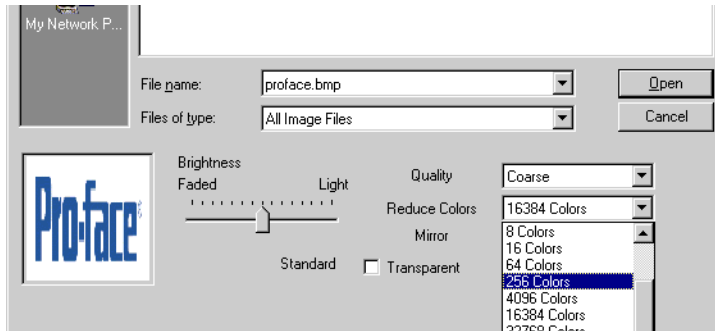 My Network P...
File name:
proface.bmp
Open
Files of type:
All Image Files
Cancel
Brightness
Faded
Light
Standard
Pro-face®
Quality
Coarse
Reduce Colors
16384 Colors
Mirror
8 Colors
16 Colors
64 Colors
256 Colors
4096 Colors
16384 Colors
32768 Colors
Transparent